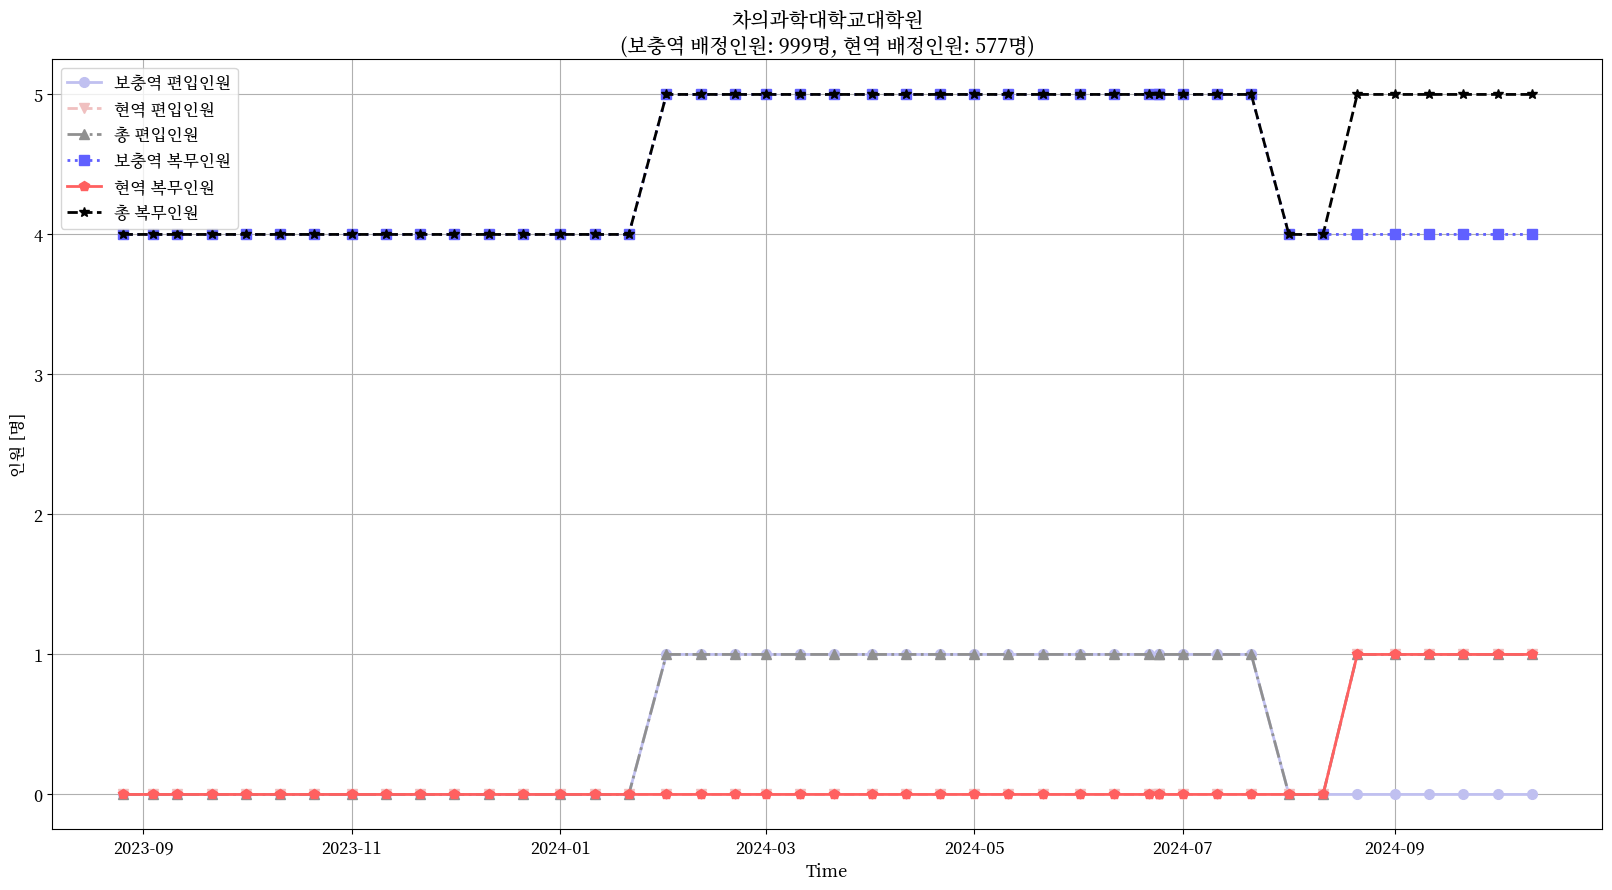 차의과학대학교대학원
(보충역 배정인원: 999명, 현역 배정인원: 577명)
보충역 편입인원
현역 편입인원
총 편입인원
보충역 복무인원
현역 복무인원
총 복무인원
5
4
3
2
1
0
인원 [명]
2023-09
2023-11
2024-01
2024-03
2024-05
2024-07
2024-09
Time